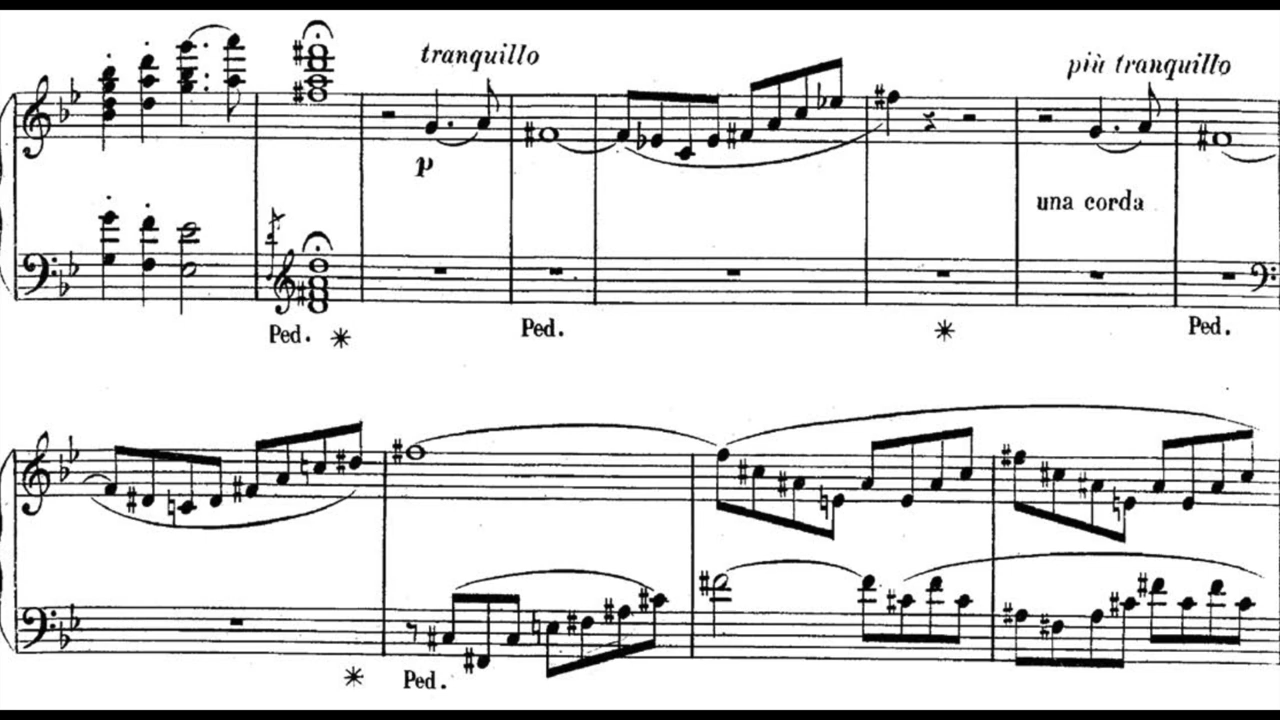 tranquillo
più tranquillo
p
una corda
Ped. Ped. Ped.
Ped.